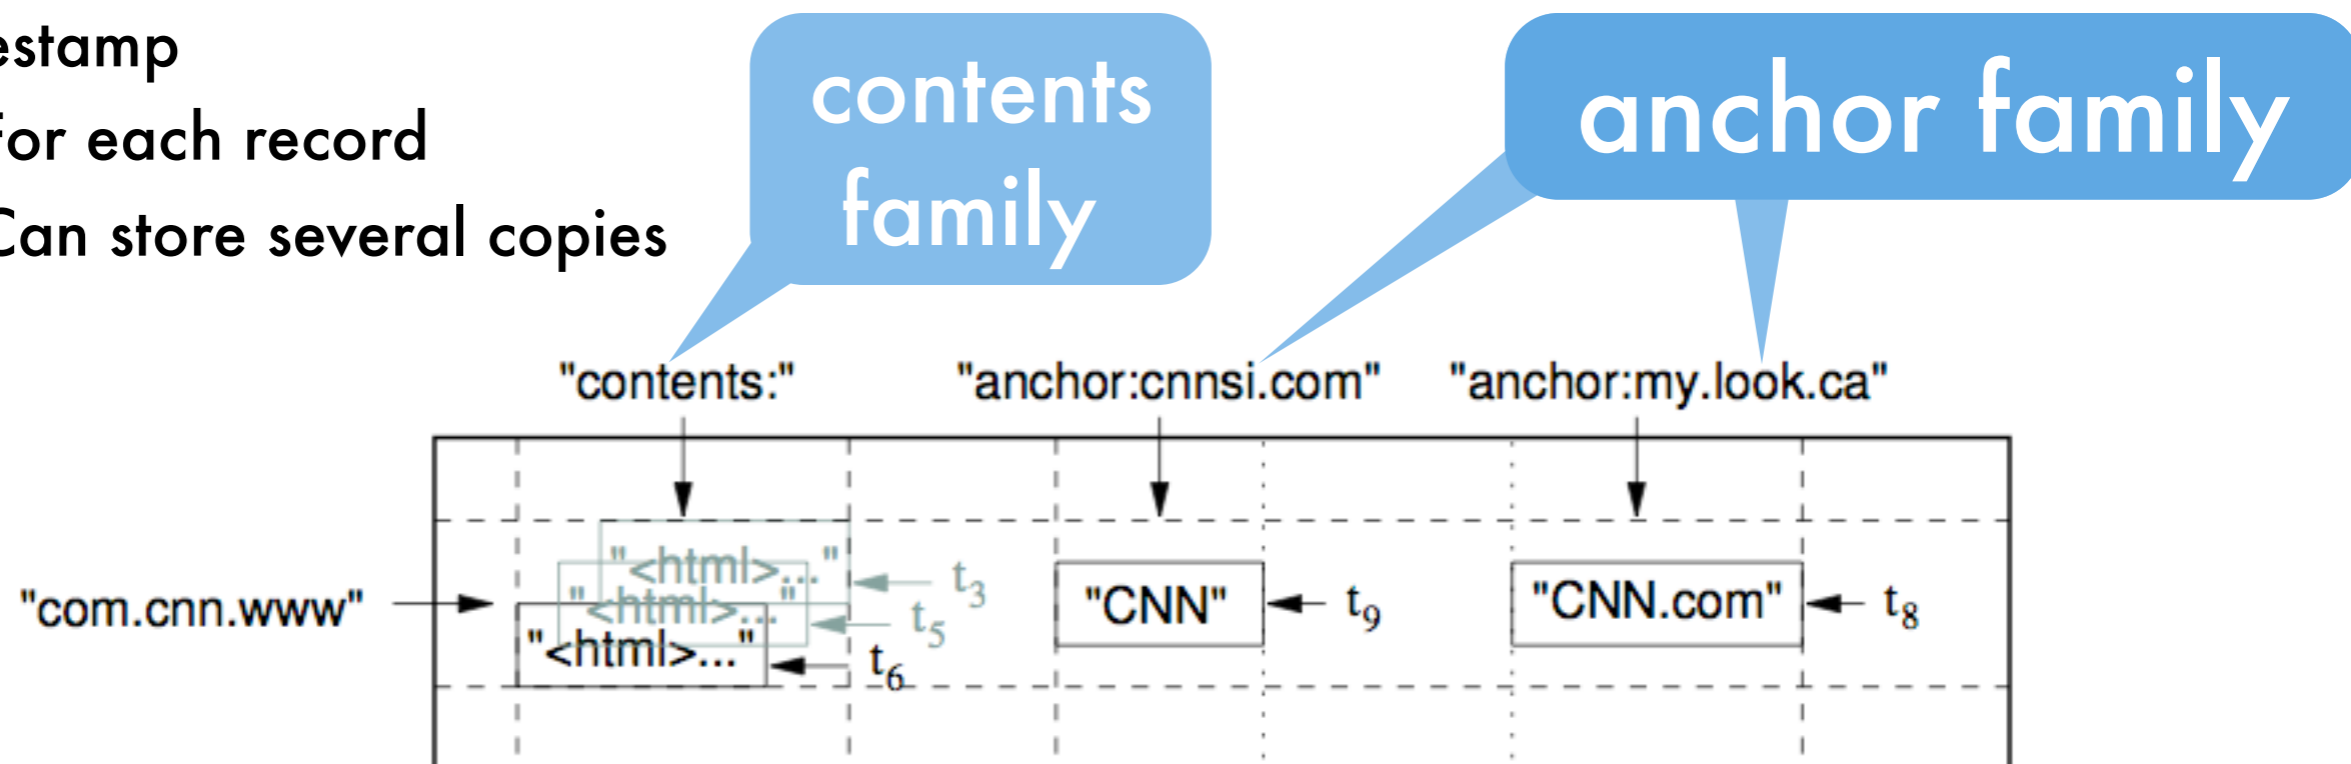 estamp
for each record
Can store several copies
contents
family
anchor family
"contents:" "anchor:cnnsi.com" "anchor:my.look.ca"
"<html>..." t3
"<html>..." t5
"com.cnn.www" "CNN" t9 "CNN.com" t8
"<html>..." t6